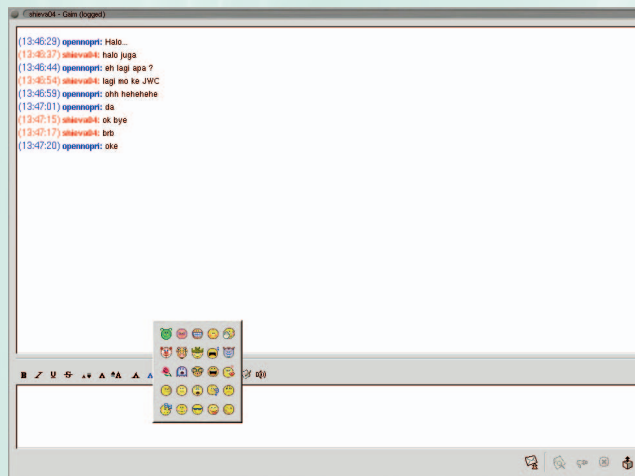 shieva04 - Gaim (logged)
(13:46:29) opennopri: Halo...
(13:46:37) shieva04: halo juga
(13:46:44) opennopri: eh lagi apa ?
(13:46:54) shieva04: lagi mo ke JWC
(13:46:59) opennopri: ohh hehehehe
(13:47:01) opennopri: da
(13:47:15) shieva04: ok bye
(13:47:17) shieva04: brb
(13:47:20) opennopri: oke
B I U S A A A A A